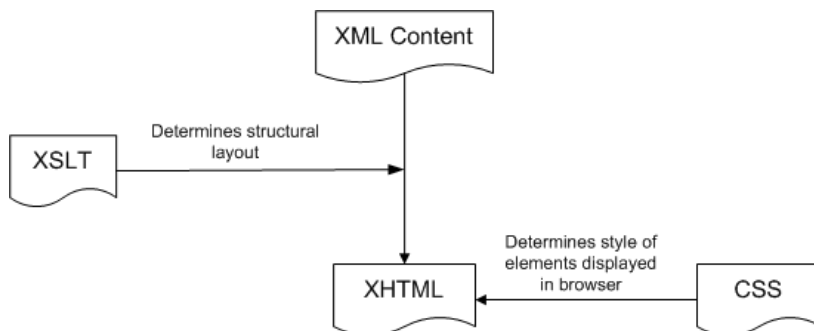 XML Content
Determines structural
layout
XSLT
Determines style of
elements displayed
in browser
XHTML
CSS